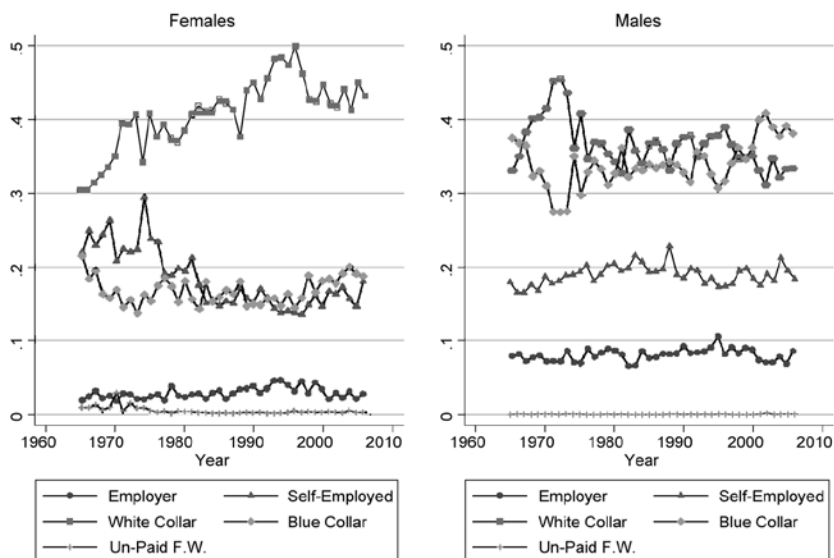 Females
.5
.4
.3
.2
.1
0
1960 1970 1980 1990 2000 2010
Year
Employer Self-Employed
White Collar Blue Collar
Un-Paid F.W.
Males
.5
.4
.3
.2
.1
0
1960 1970 1980 1990 2000 2010
Year
Employer Self-Employed
White Collar Blue Collar
Un-Paid F.W.